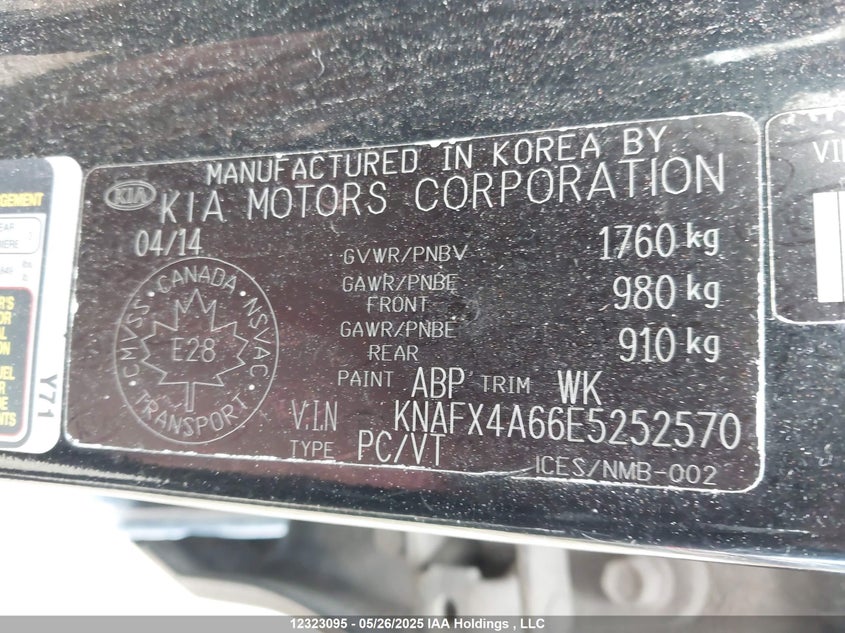 MANUFACTURED IN KOREA BY
KIA KIA MOTORS CORPORATION
04/14
GVWR/PNBV 1760 kg
GAWR/PNBE FRONT 980 kg
GAWR/PNBE REAR 910 kg
CMVSS · CANADA · NSVAC
E28
TRANSPORT
PAINT ABP TRIM WK
V.I.N KNAFX4A66E5252570
TYPE PC/VT
ICES/NMB-002
Y71
12323095 - 05/26/2025 IAA Holdings , LLC